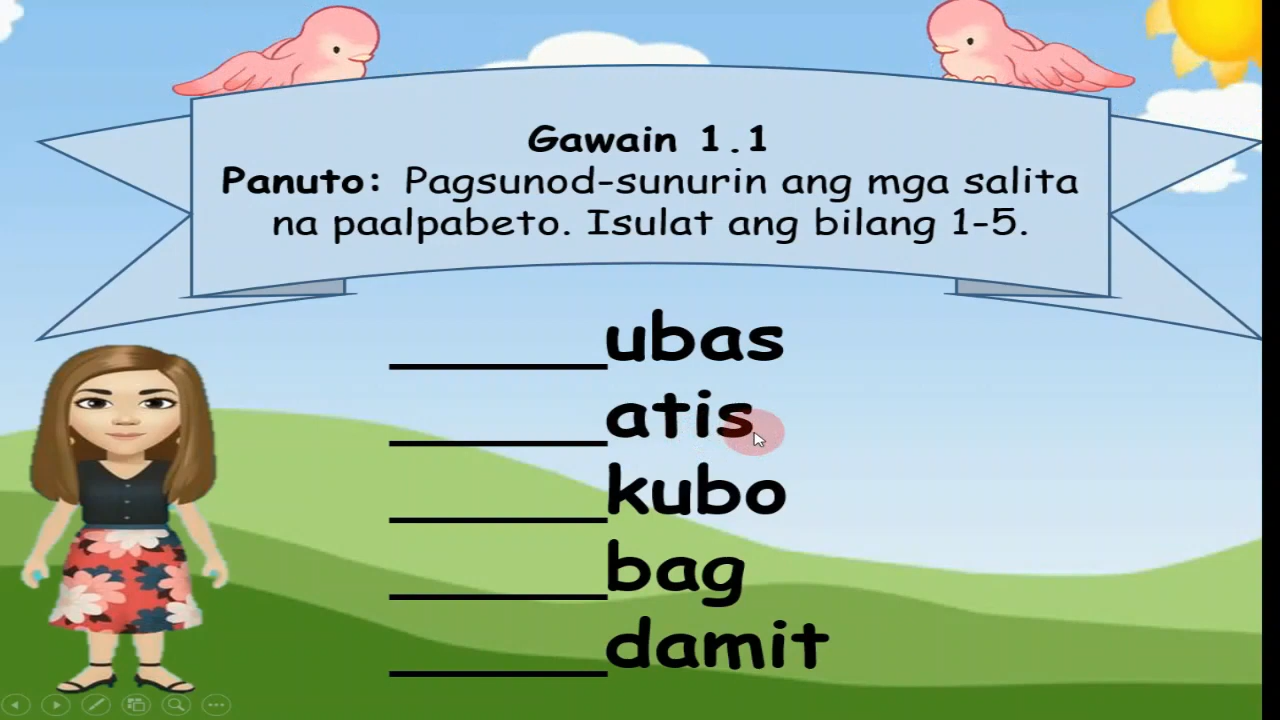 Gawain 1.1
Panuto: Pagsunod-sunurin ang mga salita
na paalpabeto. Isulat ang bilang 1-5.
______ubas
______atis
______kubo
______bag
______damit